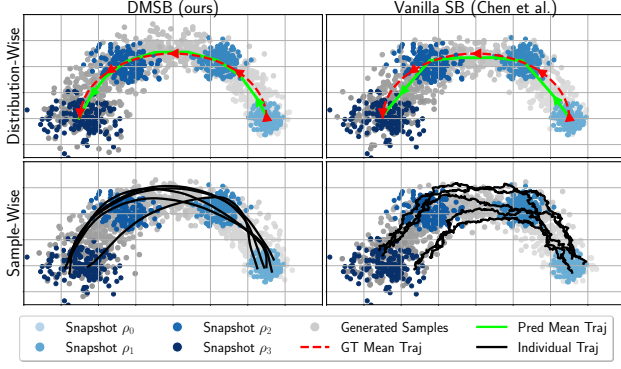 DMSB (ours)
Vanilla SB (Chen et al.)
Distribution-Wise
Sample-Wise
Snapshot ρ₀
Snapshot ρ₂
Generated Samples
Pred Mean Traj
Snapshot ρ₁
Snapshot ρ₃
GT Mean Traj
Individual Traj